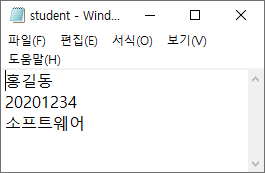 student - Wind...
파일(F) 편집(E) 서식(O) 보기(V)
도움말(H)
홍길동
20201234
소프트웨어